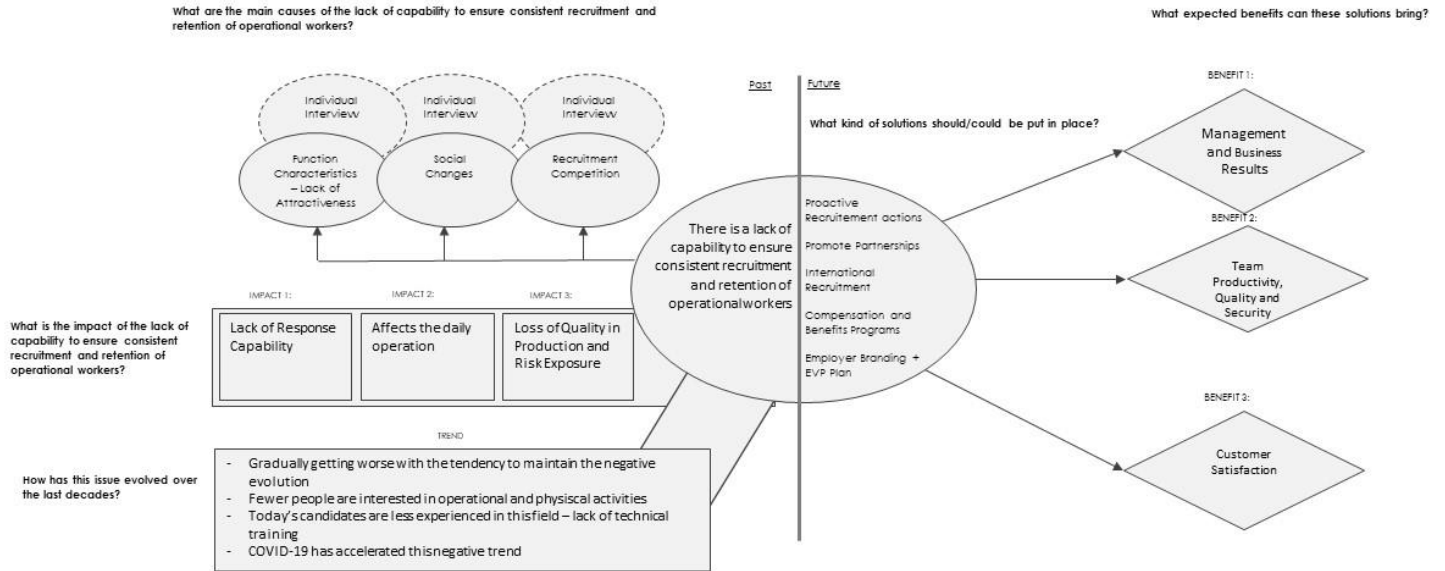 What are the main causes of the lack of capability to ensure consistent recruitment and
retention of operational workers?
What expected benefits can these solutions bring?
Individual
Interview
Individual
Interview
Individual
Interview
Function
Characteristics
– Lack of
Attractiveness
Social
Changes
Recruitment
Competition
Past
Future
What kind of solutions should/could be put in place?
There is a lack of
capability to ensure
consistent recruitment
and retention of
operational workers
Proactive
Recruitement actions
Promote Partnerships
International
Recruitment
Compensation and
Benefits Programs
Employer Branding +
EVP Plan
BENEFIT 1:
Management
and Business
Results
BENEFIT 2:
Team
Productivity,
Quality and
Security
BENEFIT 3:
Customer
Satisfaction
What is the impact of the lack of
capability to ensure consistent
recruitment and retention of
operational workers?
IMPACT 1:
Lack of Response
Capability
IMPACT 2:
Affects the daily
operation
IMPACT 3:
Loss of Quality in
Production and
Risk Exposure
How has this issue evolved over
the last decades?
TREND
- Gradually getting worse with the tendency to maintain the negative
evolution
- Fewer people are interested in operational and physiscal activities
- Today's candidates are less experienced in this field – lack of technical
training
- COVID-19 has accelerated this negative trend